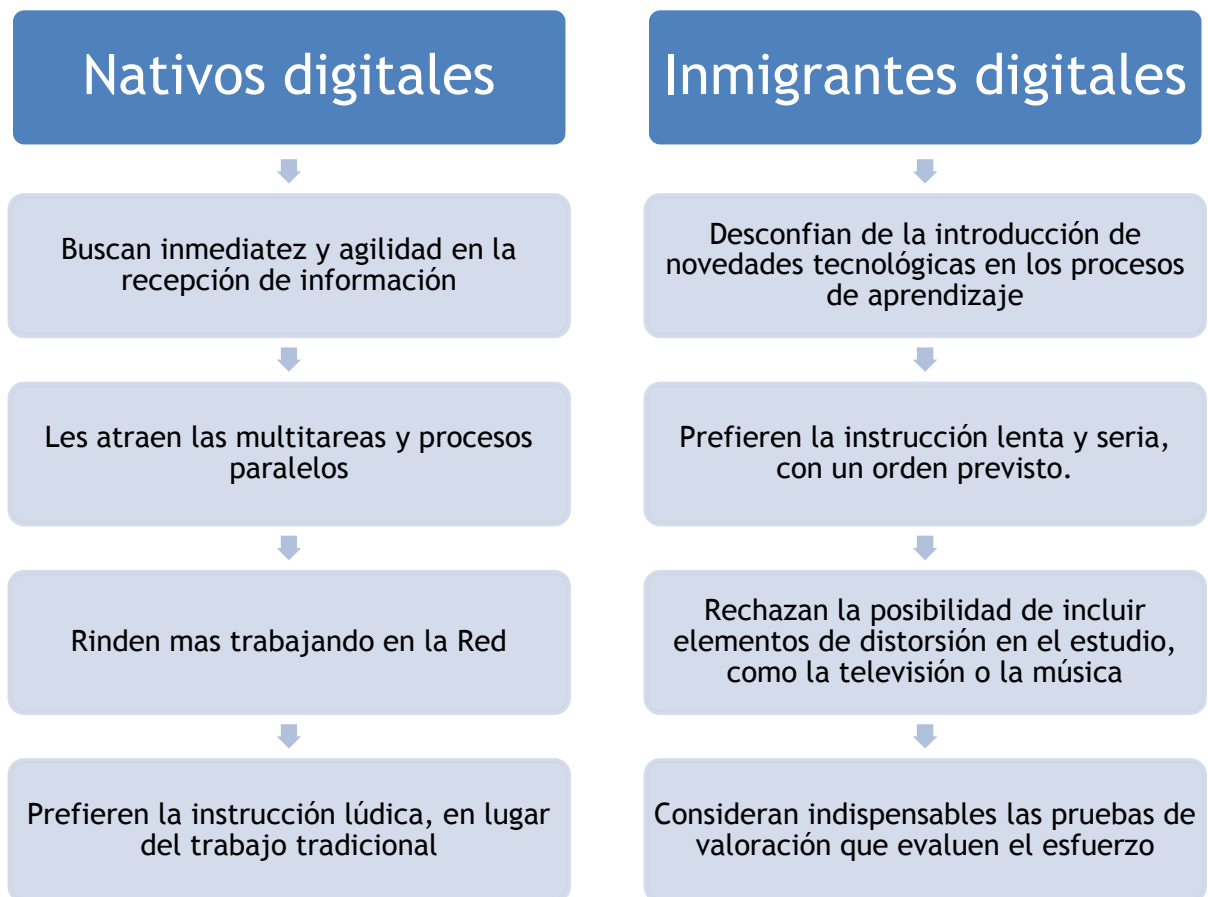 Nativos digitales
Buscan inmediatez y agilidad en la
recepción de información
Les atraen las multitareas y procesos
paralelos
Rinden mas trabajando en la Red
Prefieren la instrucción lúdica, en lugar
del trabajo tradicional
Inmigrantes digitales
Desconfian de la introducción de
novedades tecnológicas en los procesos
de aprendizaje
Prefieren la instrucción lenta y seria,
con un orden previsto.
Rechazan la posibilidad de incluir
elementos de distorsión en el estudio,
como la televisión o la música
Consideran indispensables las pruebas de
valoración que evaluen el esfuerzo